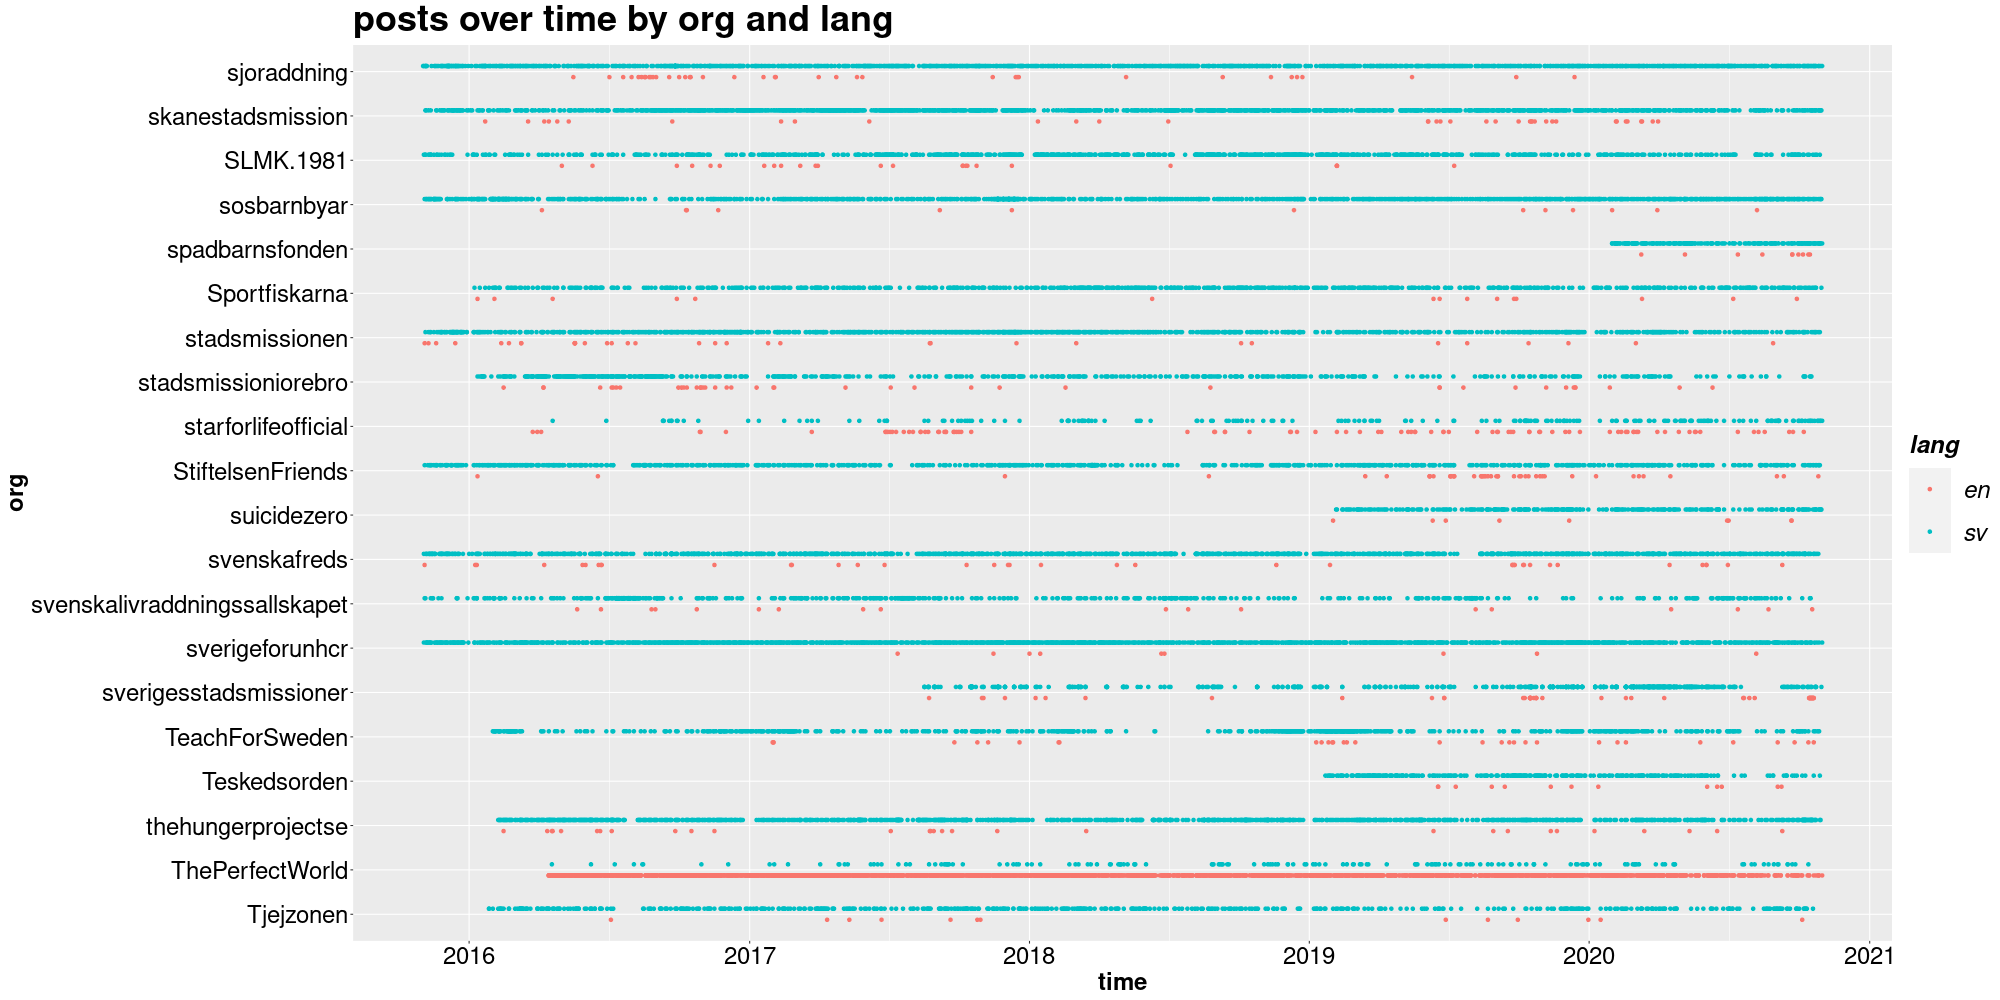 posts over time by org and lang
sjoraddning
skanestadsmission
SLMK.1981
sosbarnbyar
spadbarnsfonden
Sportfiskarna
stadsmissionen
stadsmissioniorebro
starforlifeofficial
StiftelsenFriends
suicidezero
svenskafreds
svenskalivraddningssallskapet
sverigeforunhcr
sverigesstadsmissioner
TeachForSweden
Teskedsorden
thehungerprojectse
ThePerfectWorld
Tjejzonen
org
2016 2017 2018 2019 2020 2021
time
lang
en
sv